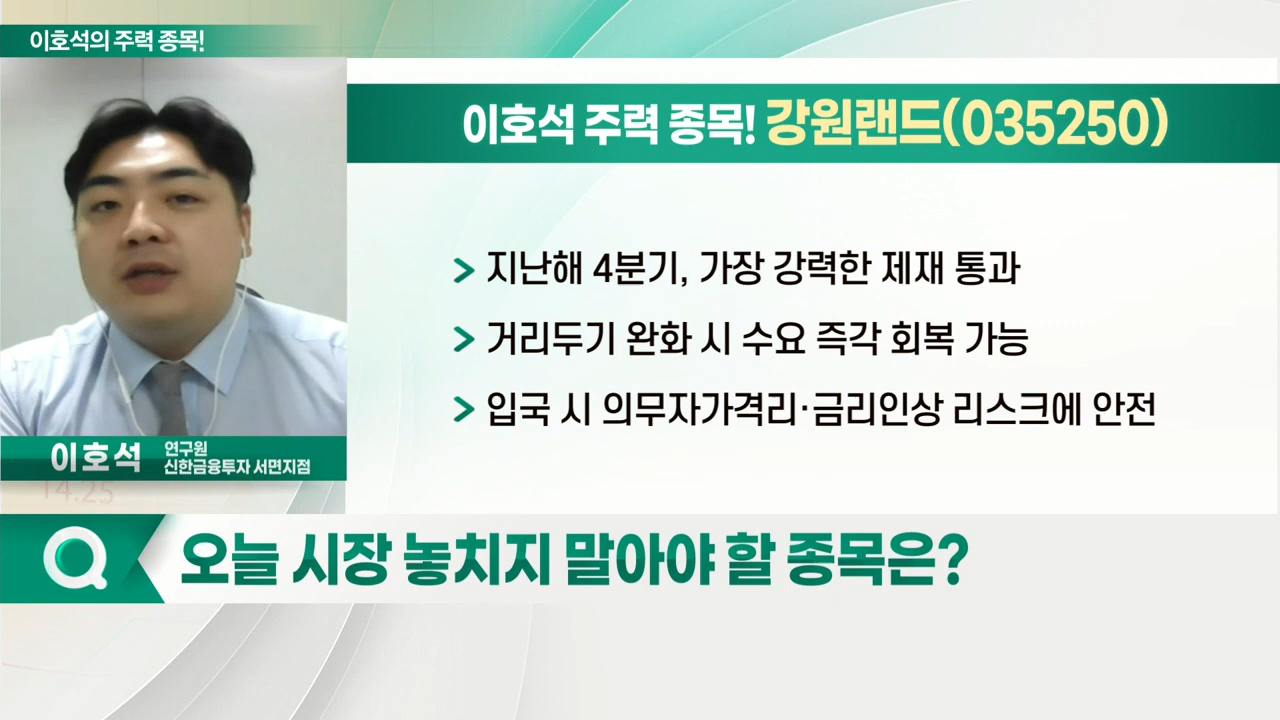 이호석의 주력 종목!
이호석 주력 종목! 강원랜드(035250)
> 지난해 4분기, 가장 강력한 제재 통과
> 거리두기 완화 시 수요 즉각 회복 가능
> 입국 시 의무자가격리·금리인상 리스크에 안전
이호석 연구원
신한금융투자 서면지점
14.25
Q 오늘 시장 놓치지 말아야 할 종목은?